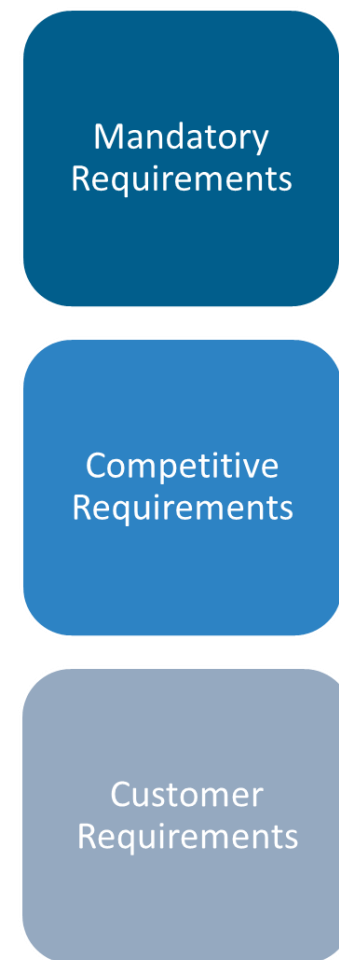 Mandatory
Requirements
Competitive
Requirements
Customer
Requirements